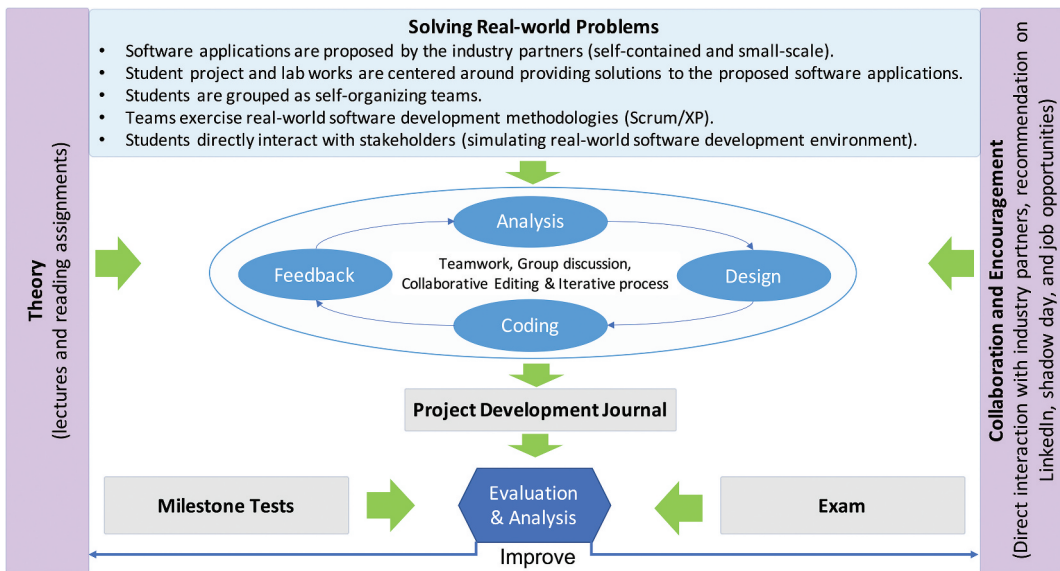 Solving Real-world Problems
• Software applications are proposed by the industry partners (self-contained and small-scale).
• Student project and lab works are centered around providing solutions to the proposed software applications.
• Students are grouped as self-organizing teams.
• Teams exercise real-world software development methodologies (Scrum/XP).
• Students directly interact with stakeholders (simulating real-world software development environment).
Theory
(lectures and reading assignments)
Analysis
Feedback
Teamwork, Group discussion,
Collaborative Editing & Iterative process
Design
Coding
Collaboration and Encouragement
(Direct interaction with industry partners, recommendation on
LinkedIn, shadow day, and job opportunities)
Project Development Journal
Milestone Tests
Evaluation
& Analysis
Exam
Improve